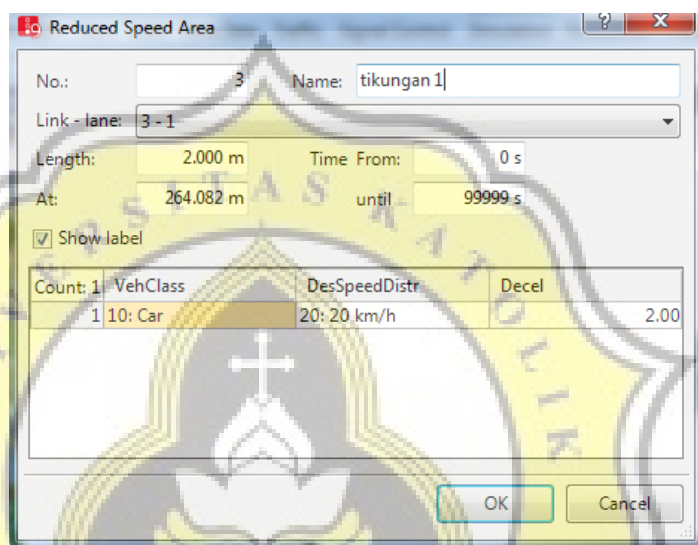 Reduced Speed Area
No.: 3 Name: tikungan 1
Link - lane: 3 - 1
Length: 2.000 m Time From: 0 s
At: 264.082 m until 99999 s
Show label
Count: 1 VehClass DesSpeedDistr Decel
1 10: Car 20: 20 km/h 2.00
OK Cancel